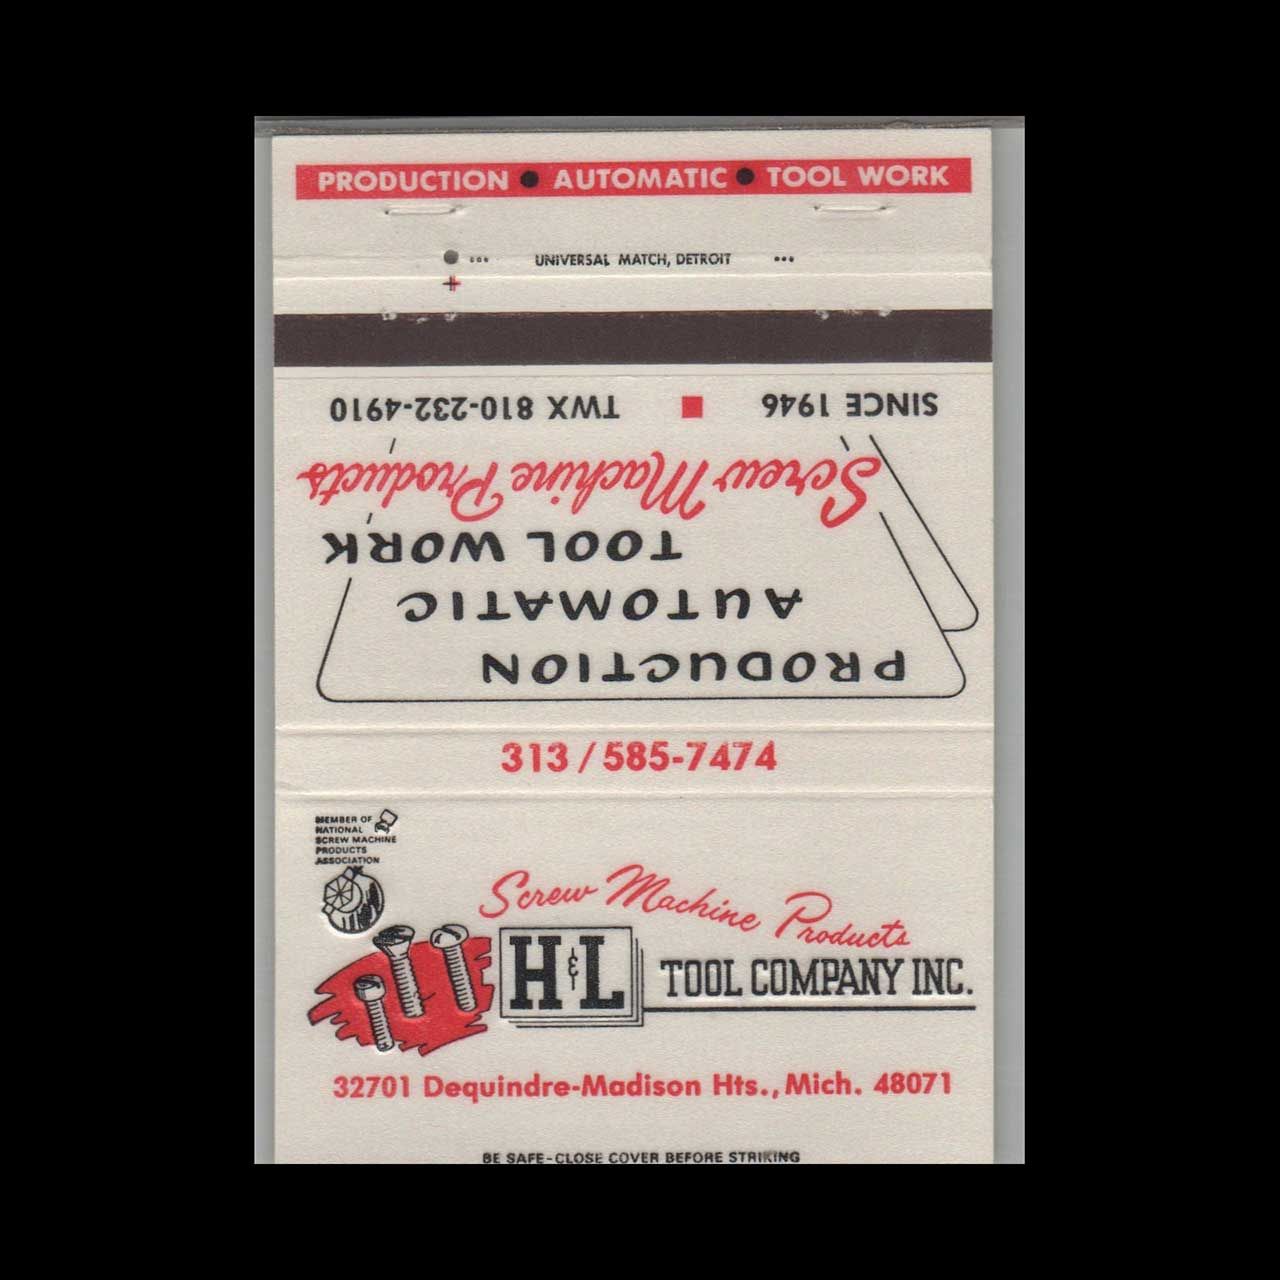 PRODUCTION ● AUTOMATIC ● TOOL WORK
... UNIVERSAL MATCH, DETROIT ...
SINCE 1946 ■ TWX 810-232-4910
Screw Machine Products
TOOL WORK
AUTOMATIC
PRODUCTION
313/585-7474
MEMBER OF
NATIONAL
SCREW MACHINE
PRODUCTS
ASSOCIATION
Screw Machine Products
H&L TOOL COMPANY INC.
32701 Dequindre-Madison Hts., Mich. 48071
BE SAFE-CLOSE COVER BEFORE STRIKING